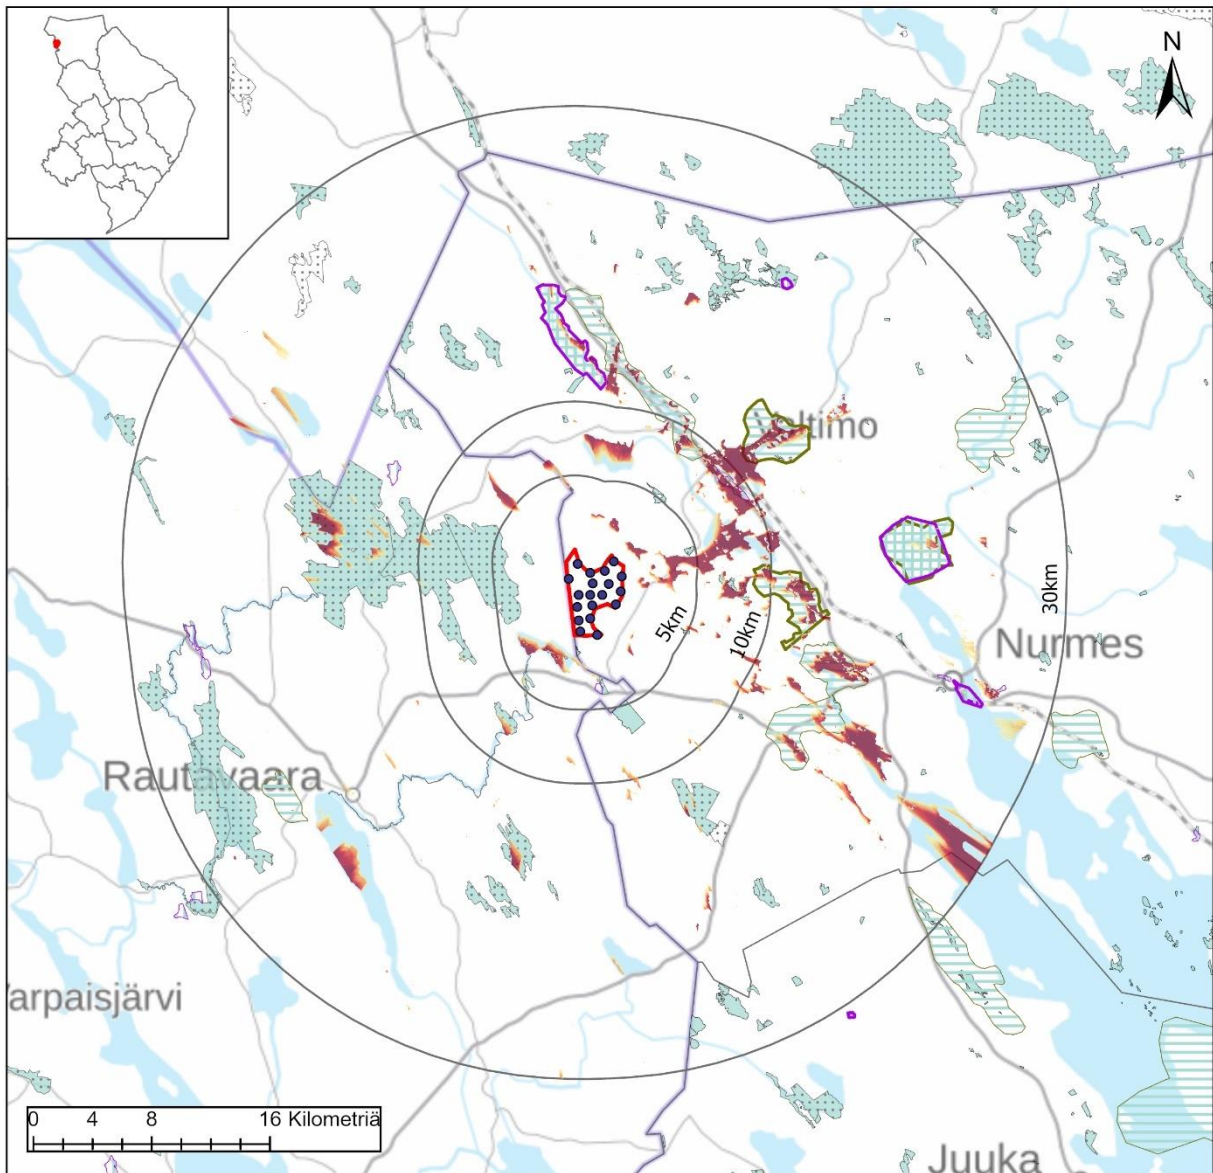 N
Valtimo
5km
10km
30km
Nurmes
Rautavaara
Varpaisjärvi
0 4 8 16 Kilometriä
Juuka